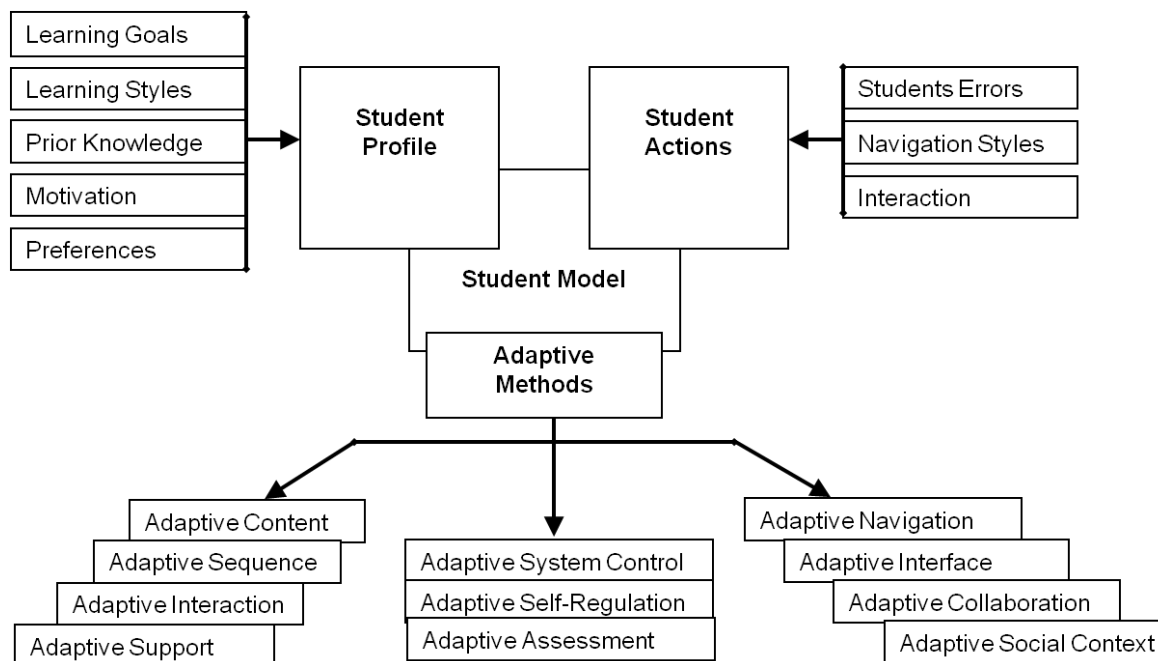 Learning Goals
Learning Styles
Prior Knowledge
Motivation
Preferences
Student
Profile
Student
Actions
Students Errors
Navigation Styles
Interaction
Student Model
Adaptive
Methods
Adaptive Content
Adaptive Sequence
Adaptive Interaction
Adaptive Support
Adaptive System Control
Adaptive Self-Regulation
Adaptive Assessment
Adaptive Navigation
Adaptive Interface
Adaptive Collaboration
Adaptive Social Context